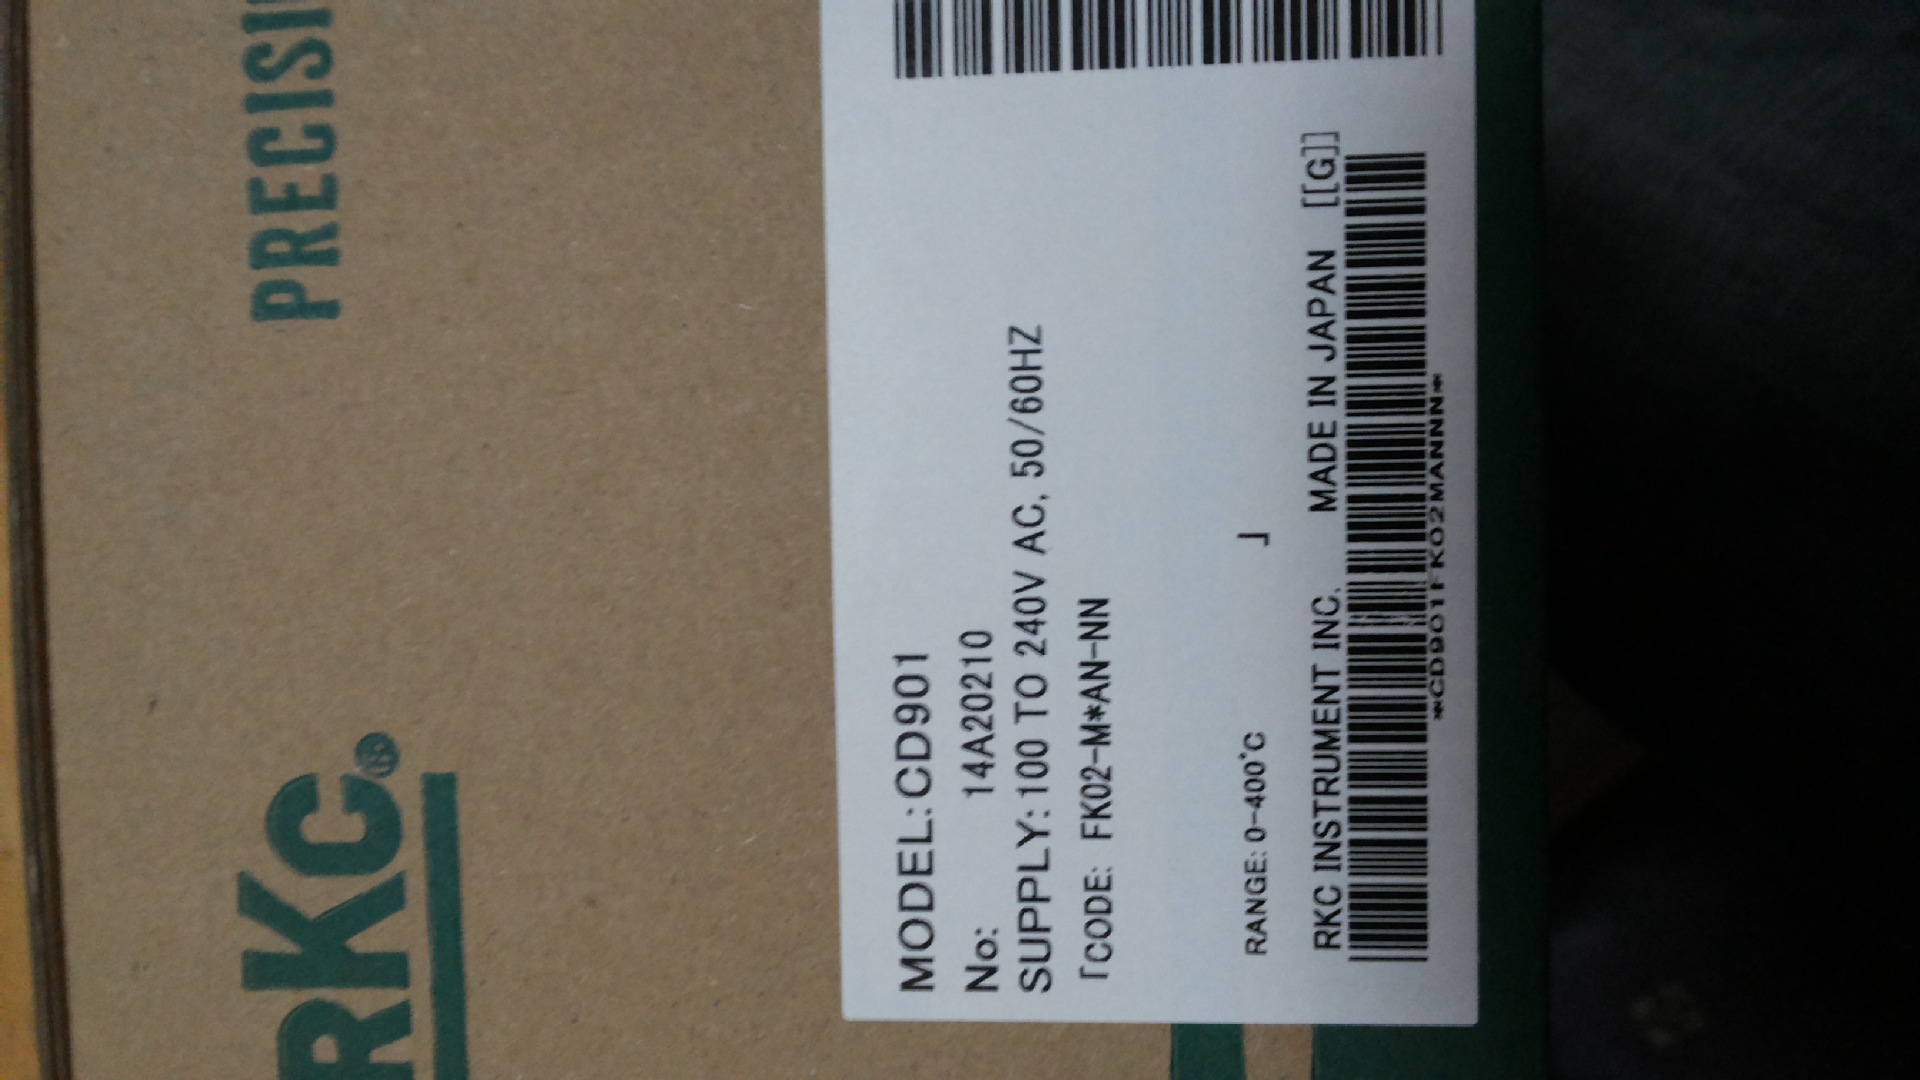 RKC®
PRECISI
MODEL: CD901
No: 14A20210
SUPPLY: 100 TO 240V AC, 50/60HZ
「CODE: FK02-M*AN-NN
RANGE: 0-400℃ 」
RKC INSTRUMENT INC. MADE IN JAPAN [[G]]
*CD901FK02MANNN*